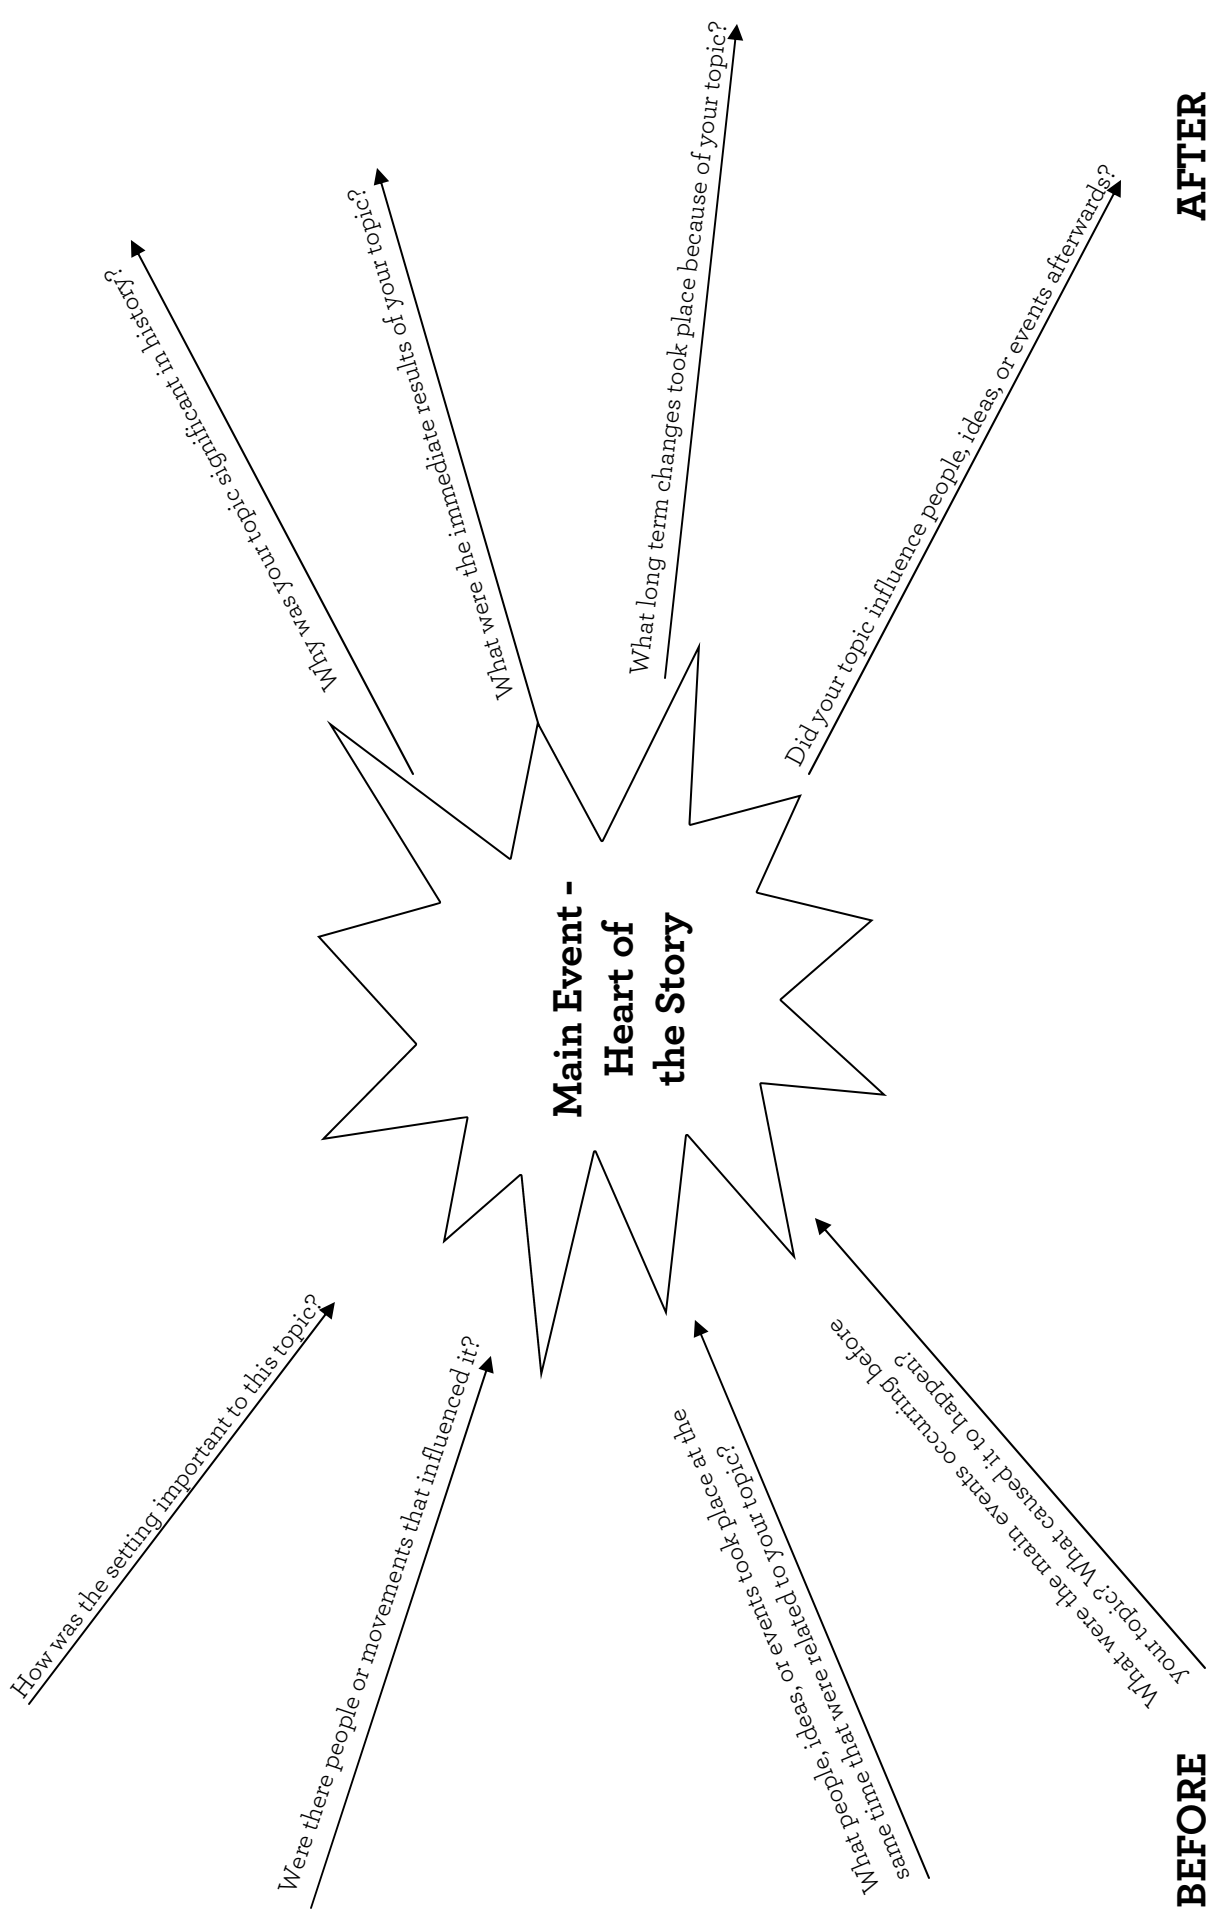 How was the setting important to this topic?
Were there people or movements that influenced it?
What people, ideas, or events took place at the
same time that were related to your topic?
What were the main events occurring before
your topic? What caused it to happen?
BEFORE
Main Event -
Heart of
the Story
Why was your topic significant in history?
What were the immediate results of your topic?
What long term changes took place because of your topic?
Did your topic influence people, ideas, or events afterwards?
AFTER